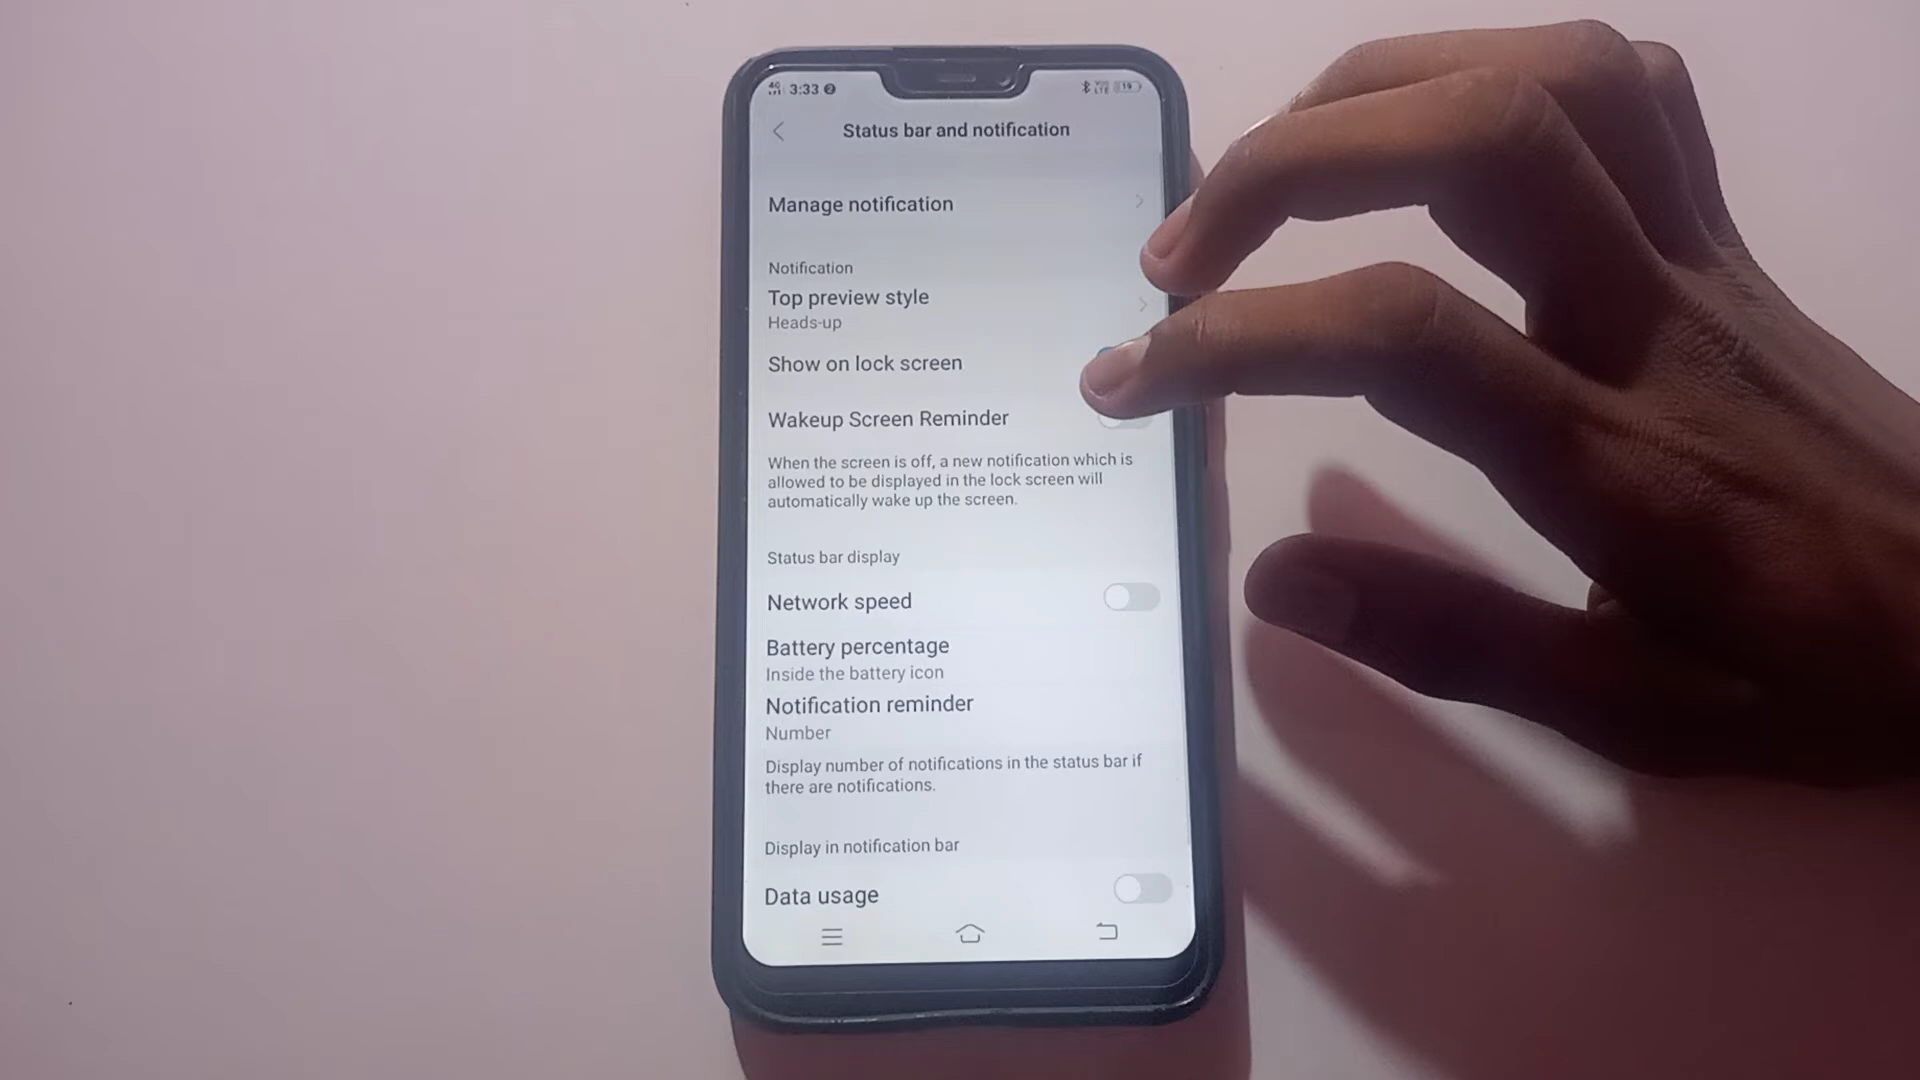 4G 3:33 2 VoLTE 19
Status bar and notification
Manage notification
Notification
Top preview style
Heads-up
Show on lock screen
Wakeup Screen Reminder
When the screen is off, a new notification which is
allowed to be displayed in the lock screen will
automatically wake up the screen.
Status bar display
Network speed
Battery percentage
Inside the battery icon
Notification reminder
Number
Display number of notifications in the status bar if
there are notifications.
Display in notification bar
Data usage